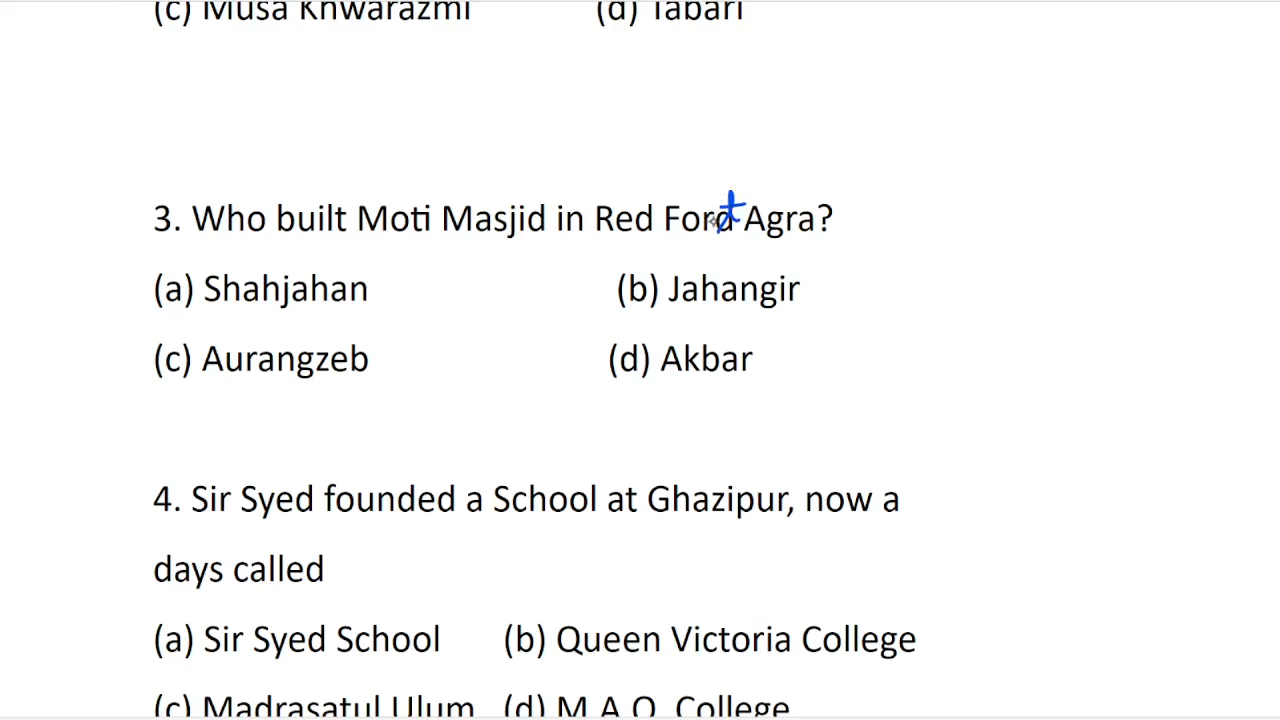 (c) Musa Khwarazmi (d) Tabari
3. Who built Moti Masjid in Red Ford t Agra?
(a) Shahjahan (b) Jahangir
(c) Aurangzeb (d) Akbar
4. Sir Syed founded a School at Ghazipur, now a
days called
(a) Sir Syed School (b) Queen Victoria College
(c) Madrasatul Ulum (d) M.A.O. College